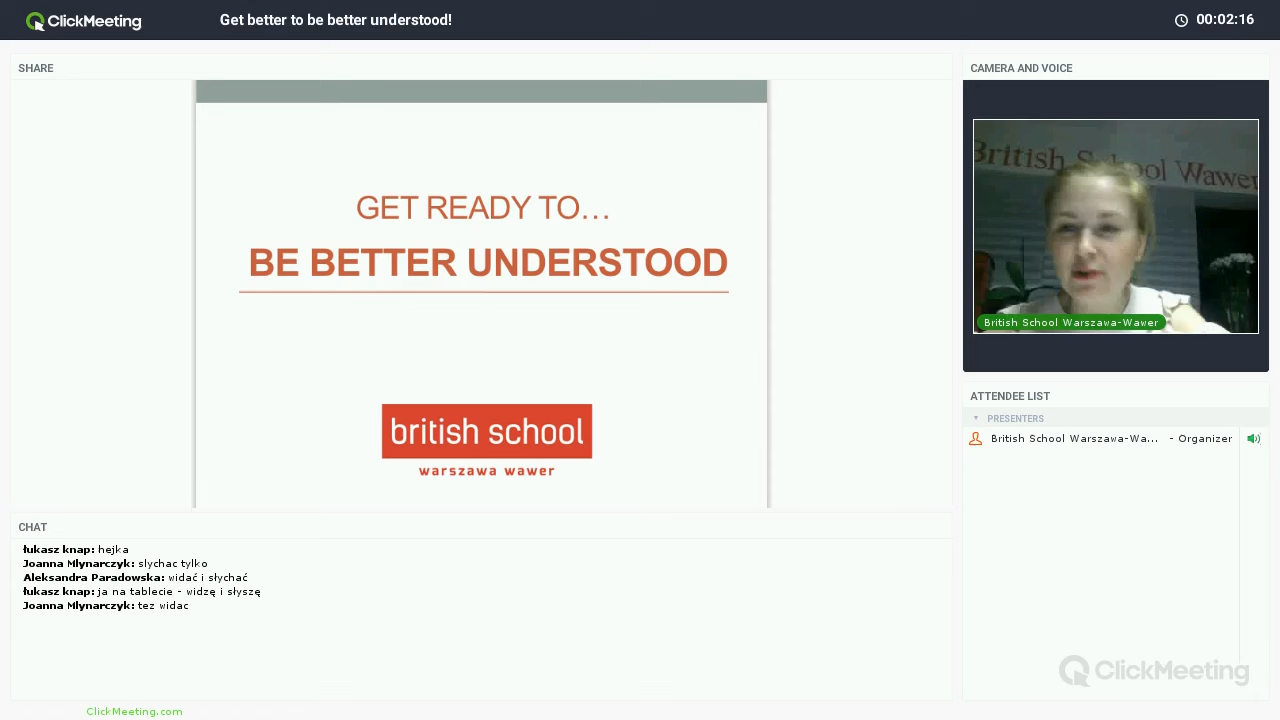 ClickMeeting
Get better to be better understood!
00:02:16
SHARE
GET READY TO...
BE BETTER UNDERSTOOD
british school
warszawa wawer
CAMERA AND VOICE
British School Wawer
British School Warszawa-Wawer
ATTENDEE LIST
PRESENTERS
British School Warszawa-Wa... - Organizer
CHAT
łukasz knap: hejka
Joanna Mlynarczyk: slychac tylko
Aleksandra Paradowska: widać i słychać
łukasz knap: ja na tablecie - widzę i słyszę
Joanna Mlynarczyk: tez widac
ClickMeeting
ClickMeeting.com